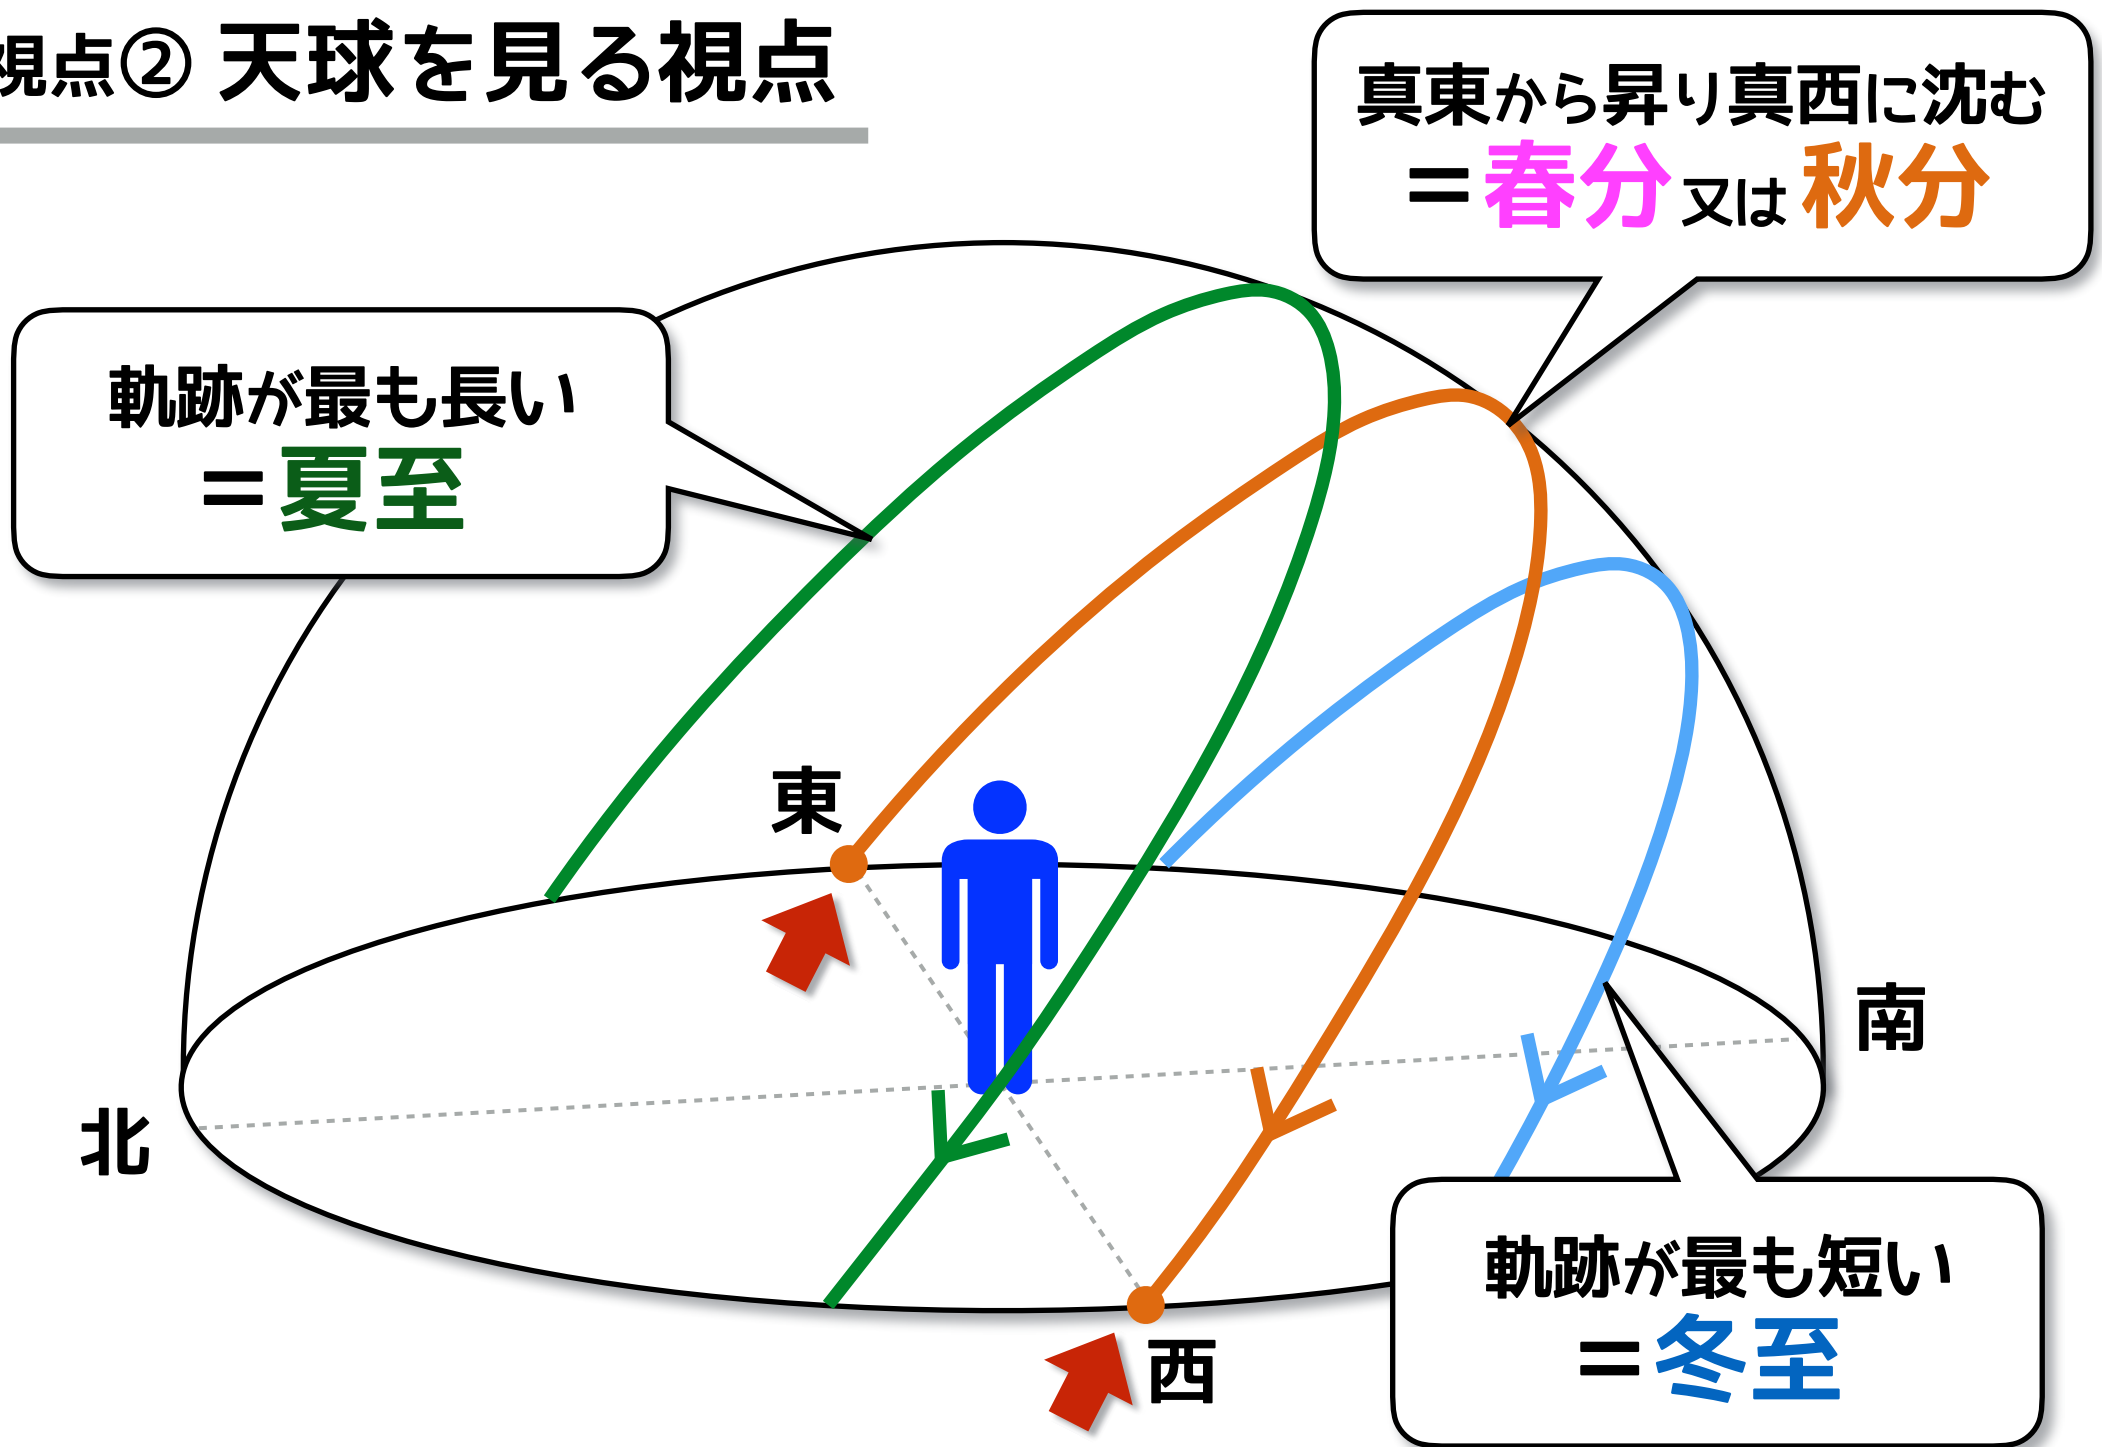 視点② 天球を見る視点
真東から昇り真西に沈む
=春分又は秋分
軌跡が最も長い
=夏至
東
南
北
軌跡が最も短い
=冬至
西